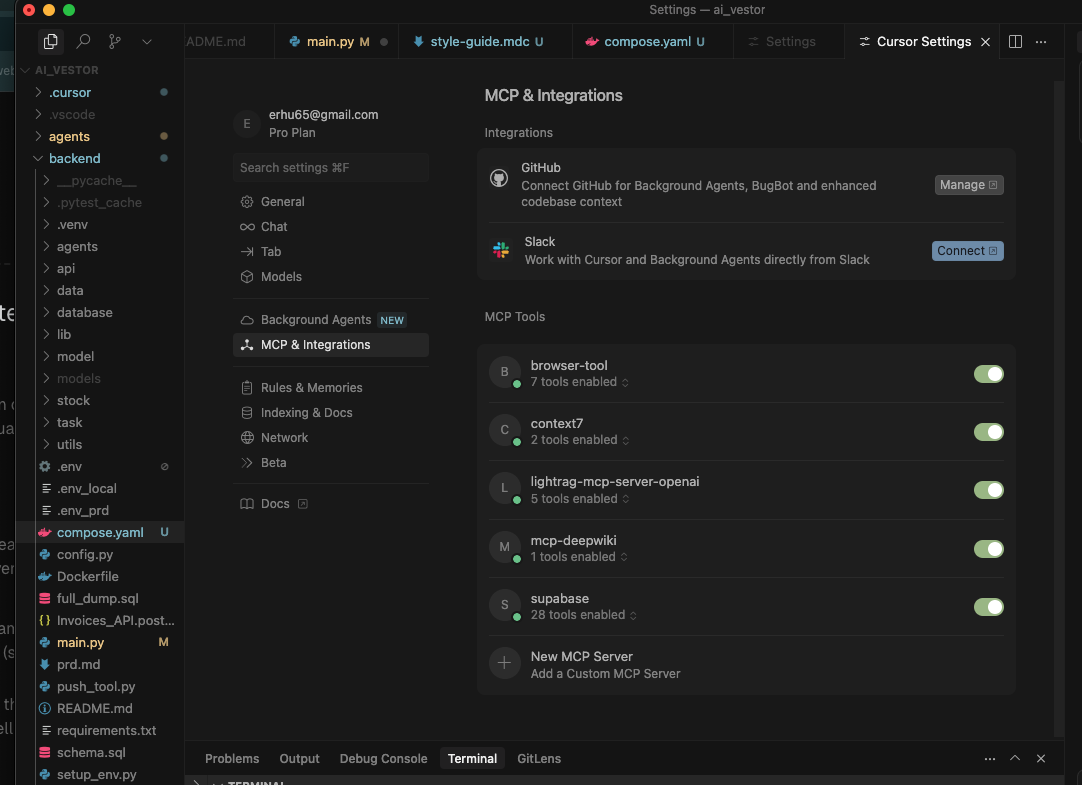 Settings — ai_vestor
ADME.md
main.py M
style-guide.mdc U
compose.yaml U
Settings
Cursor Settings
AI_VESTOR
.cursor
.vscode
agents
backend
__pycache__
.pytest_cache
.venv
agents
api
data
database
lib
model
models
stock
task
utils
.env
.env_local
.env_prd
compose.yaml U
config.py
Dockerfile
full_dump.sql
Invoices_API.post...
main.py M
prd.md
push_tool.py
README.md
requirements.txt
schema.sql
setup_env.py
E
erhu65@gmail.com
Pro Plan
Search settings ⌘F
General
Chat
Tab
Models
Background Agents NEW
MCP & Integrations
Rules & Memories
Indexing & Docs
Network
Beta
Docs
MCP & Integrations
Integrations
GitHub
Connect GitHub for Background Agents, BugBot and enhanced
codebase context
Manage
Slack
Work with Cursor and Background Agents directly from Slack
Connect
MCP Tools
B
browser-tool
7 tools enabled
C
context7
2 tools enabled
L
lightrag-mcp-server-openai
5 tools enabled
M
mcp-deepwiki
1 tools enabled
S
supabase
28 tools enabled
New MCP Server
Add a Custom MCP Server
Problems
Output
Debug Console
Terminal
GitLens
TERMINAL